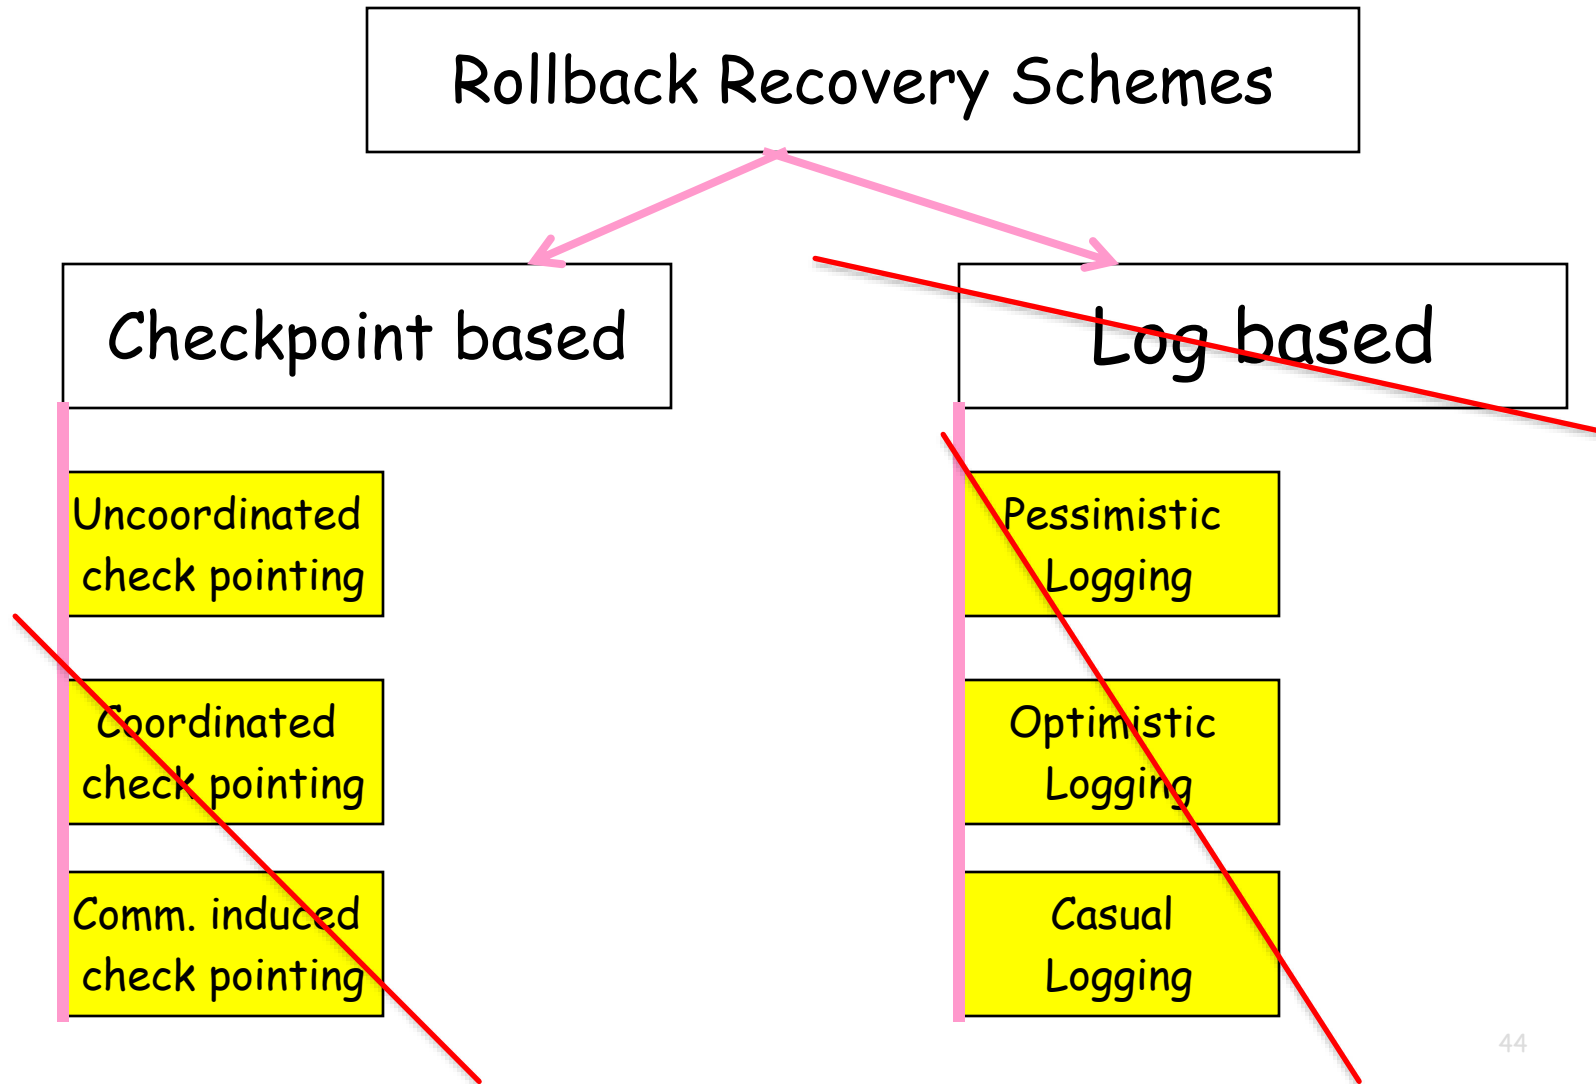 Rollback Recovery Schemes
Checkpoint based
Log based
Uncoordinated
check pointing
Coordinated
check pointing
Comm. induced
check pointing
Pessimistic
Logging
Optimistic
Logging
Casual
Logging
44